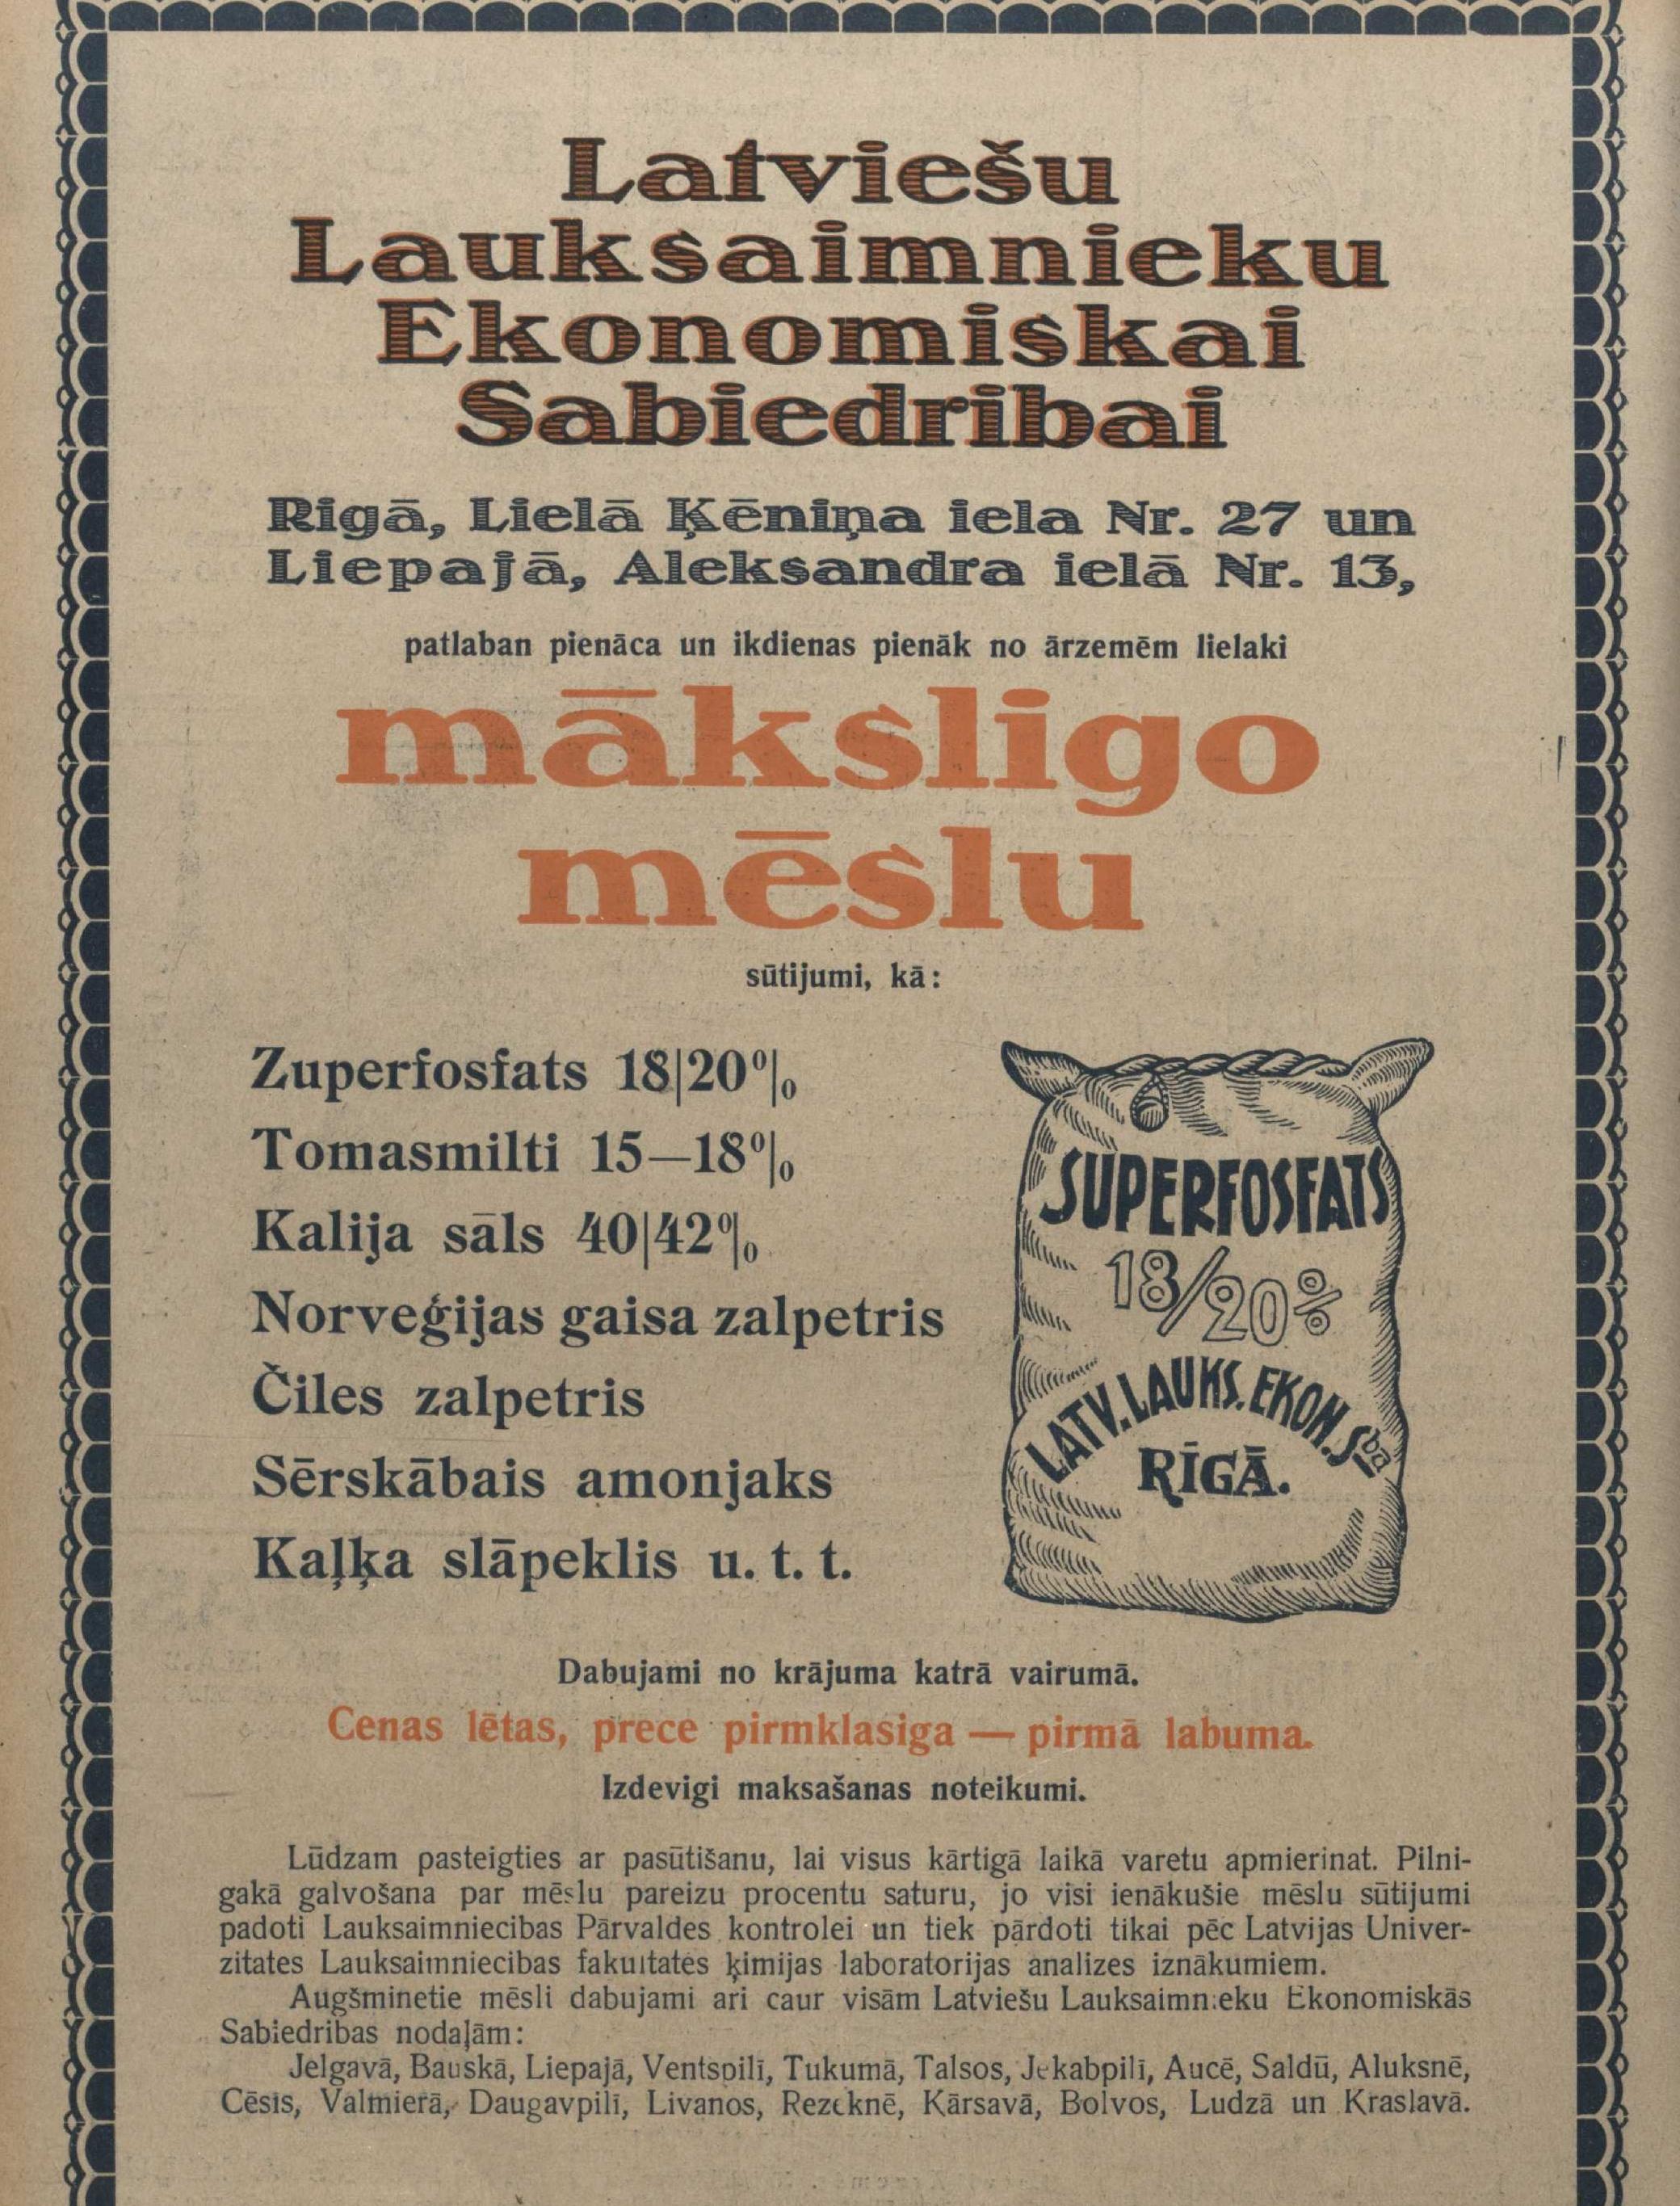 Latviešu
Lauksaimnieku
Ekonomiskai
Sabiedribai
Rigā, Lielā Ķēniņa iela Nr. 27 un
Liepajā, Aleksandra ielā Nr. 13,
patlaban pienāca un ikdienas pienāk no ārzemēm lielaki
māksligo
mēslu
sūtijumi, kā:
Zuperfosfats 18|20%
Tomasmilti 15—18%
Kalija sāls 40|42%
Norveģijas gaisa zalpetris
Čiles zalpetris
Sērskābais amonjaks
Kaļķa slāpeklis u. t. t.
SUPERFOSFATS
18/20%
LATV. LAUKS. EKON. Sba
RĪGĀ.
Dabujami no krājuma katrā vairumā.
Cenas lētas, prece pirmklasiga — pirmā labuma.
Izdevigi maksašanas noteikumi.
Lūdzam pasteigties ar pasūtišanu, lai visus kārtigā laikā varetu apmierinat. Pilni-
gakā galvošana par mēslu pareizu procentu saturu, jo visi ienākušie mēslu sūtijumi
padoti Lauksaimniecibas Pārvaldes kontrolei un tiek pārdoti tikai pēc Latvijas Univer-
zitates Lauksaimniecibas fakultates ķimijas laboratorijas analizes iznākumiem.
Augšminetie mēsli dabujami ari caur visām Latviešu Lauksaimnieku Ekonomiskās
Sabiedribas nodaļām:
Jelgavā, Bauskā, Liepajā, Ventspilī, Tukumā, Talsos, Jekabpilī, Aucē, Saldū, Aluksnē,
Cēsis, Valmierā, Daugavpilī, Livanos, Rezeknē, Kārsavā, Bolvos, Ludzā un Kraslavā.